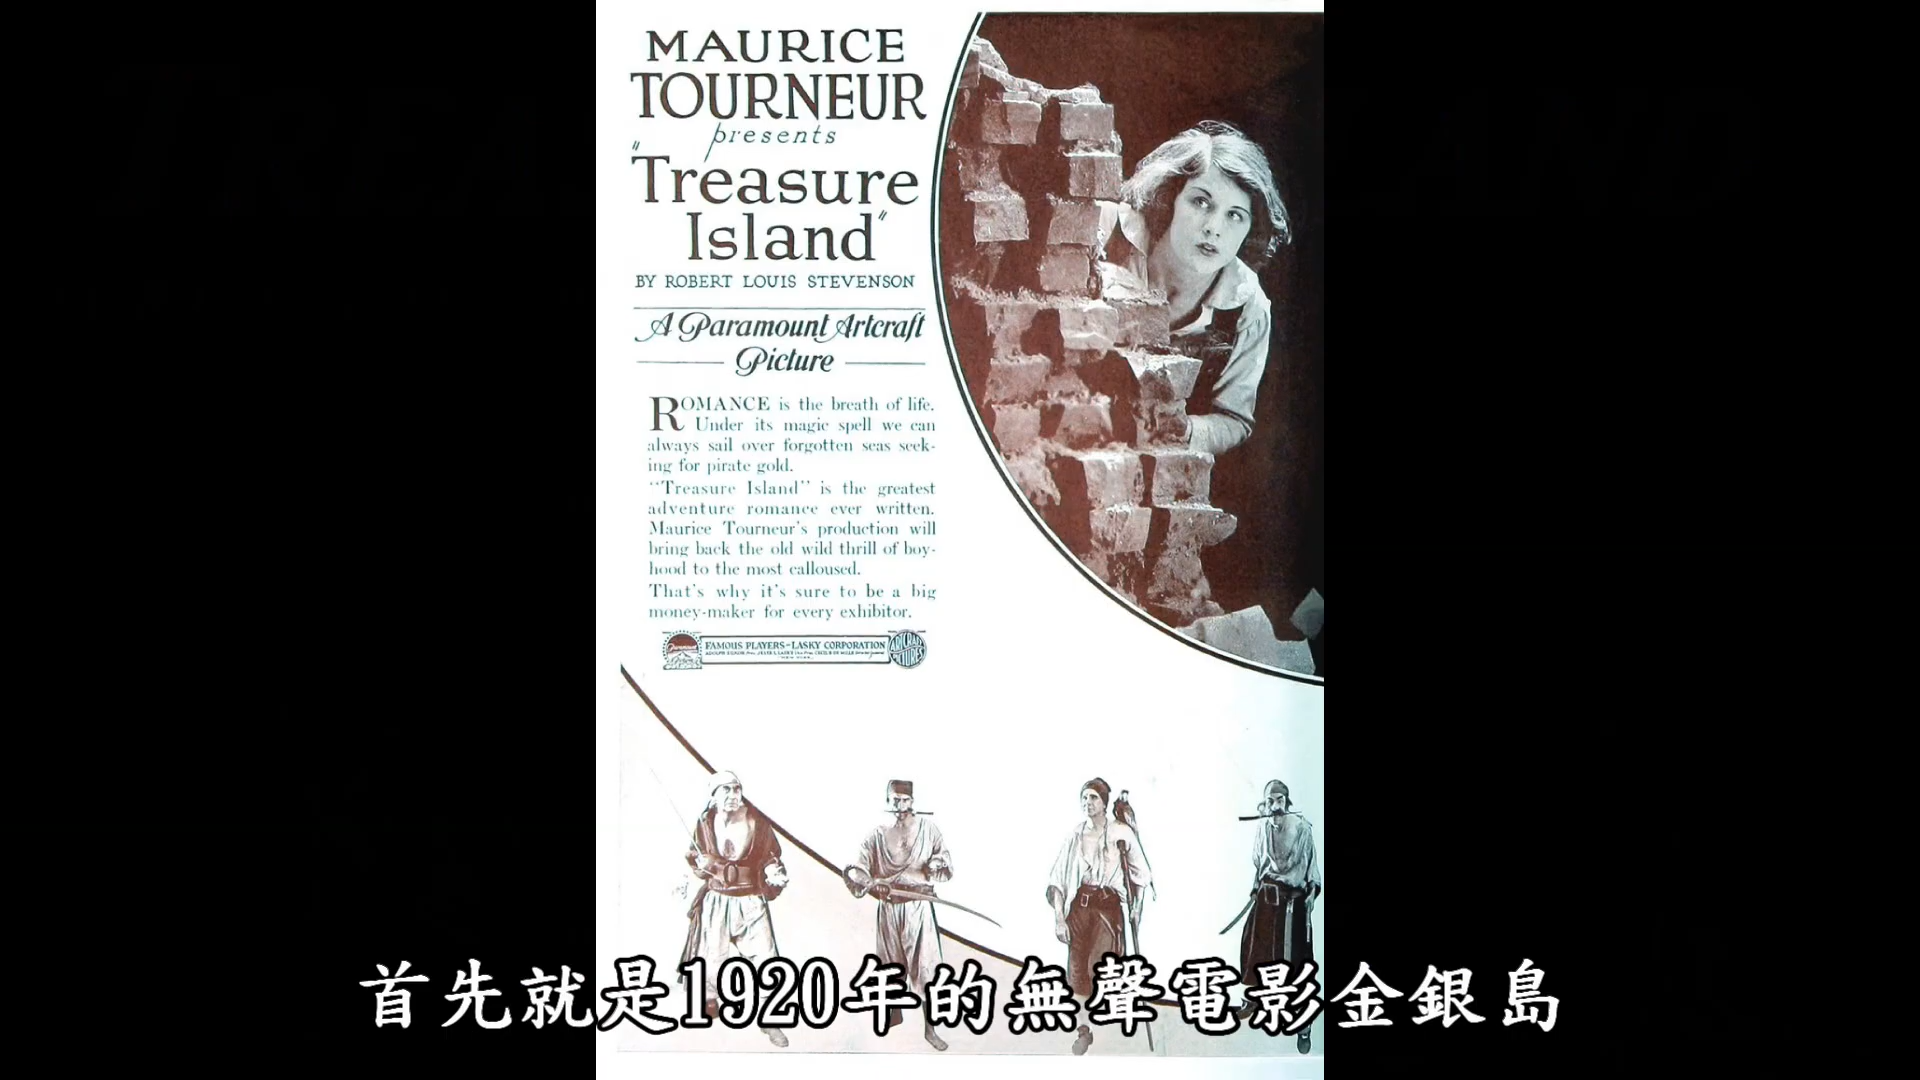 MAURICE
TOURNEUR
presents
"Treasure
Island"
BY ROBERT LOUIS STEVENSON
A Paramount Artcraft
Picture
ROMANCE is the breath of life.
Under its magic spell we can
always sail over forgotten seas seek-
ing for pirate gold.
"Treasure Island" is the greatest
adventure romance ever written.
Maurice Tourneur's production will
bring back the old wild thrill of boy-
hood to the most calloused.
That's why it's sure to be a big
money-maker for every exhibitor.
Paramount
FAMOUS PLAYERS-LASKY CORPORATION
ARTCRAFT
PICTURES
首先就是1920年的無聲電影金銀島